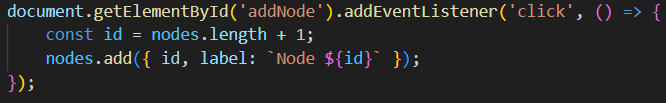 document.getElementById('addNode').addEventListener('click', () => {
    const id = nodes.length + 1;
    nodes.add({ id, label: `Node ${id}` });
});